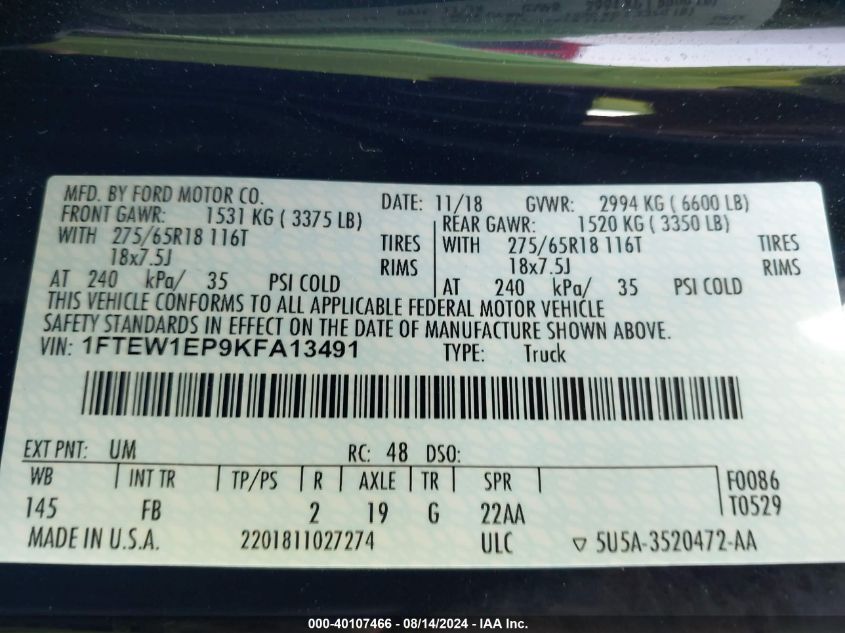 MFD. BY FORD MOTOR CO. DATE: 11/18 GVWR: 2994 KG ( 6600 LB)
FRONT GAWR: 1531 KG ( 3375 LB) REAR GAWR: 1520 KG ( 3350 LB)
WITH 275/65R18 116T TIRES WITH 275/65R18 116T TIRES
18x7.5J RIMS 18x7.5J RIMS
AT 240 kPa/ 35 PSI COLD AT 240 kPa/ 35 PSI COLD
THIS VEHICLE CONFORMS TO ALL APPLICABLE FEDERAL MOTOR VEHICLE
SAFETY STANDARDS IN EFFECT ON THE DATE OF MANUFACTURE SHOWN ABOVE.
VIN: 1FTEW1EP9KFA13491 TYPE: Truck
EXT PNT: UM RC: 48 DSO:
WB INT TR TP/PS R AXLE TR SPR F0086
145 FB 2 19 G 22AA T0529
MADE IN U.S.A. 2201811027274 ULC ▽ 5U5A-3520472-AA
000-40107466 - 08/14/2024 - IAA Inc.